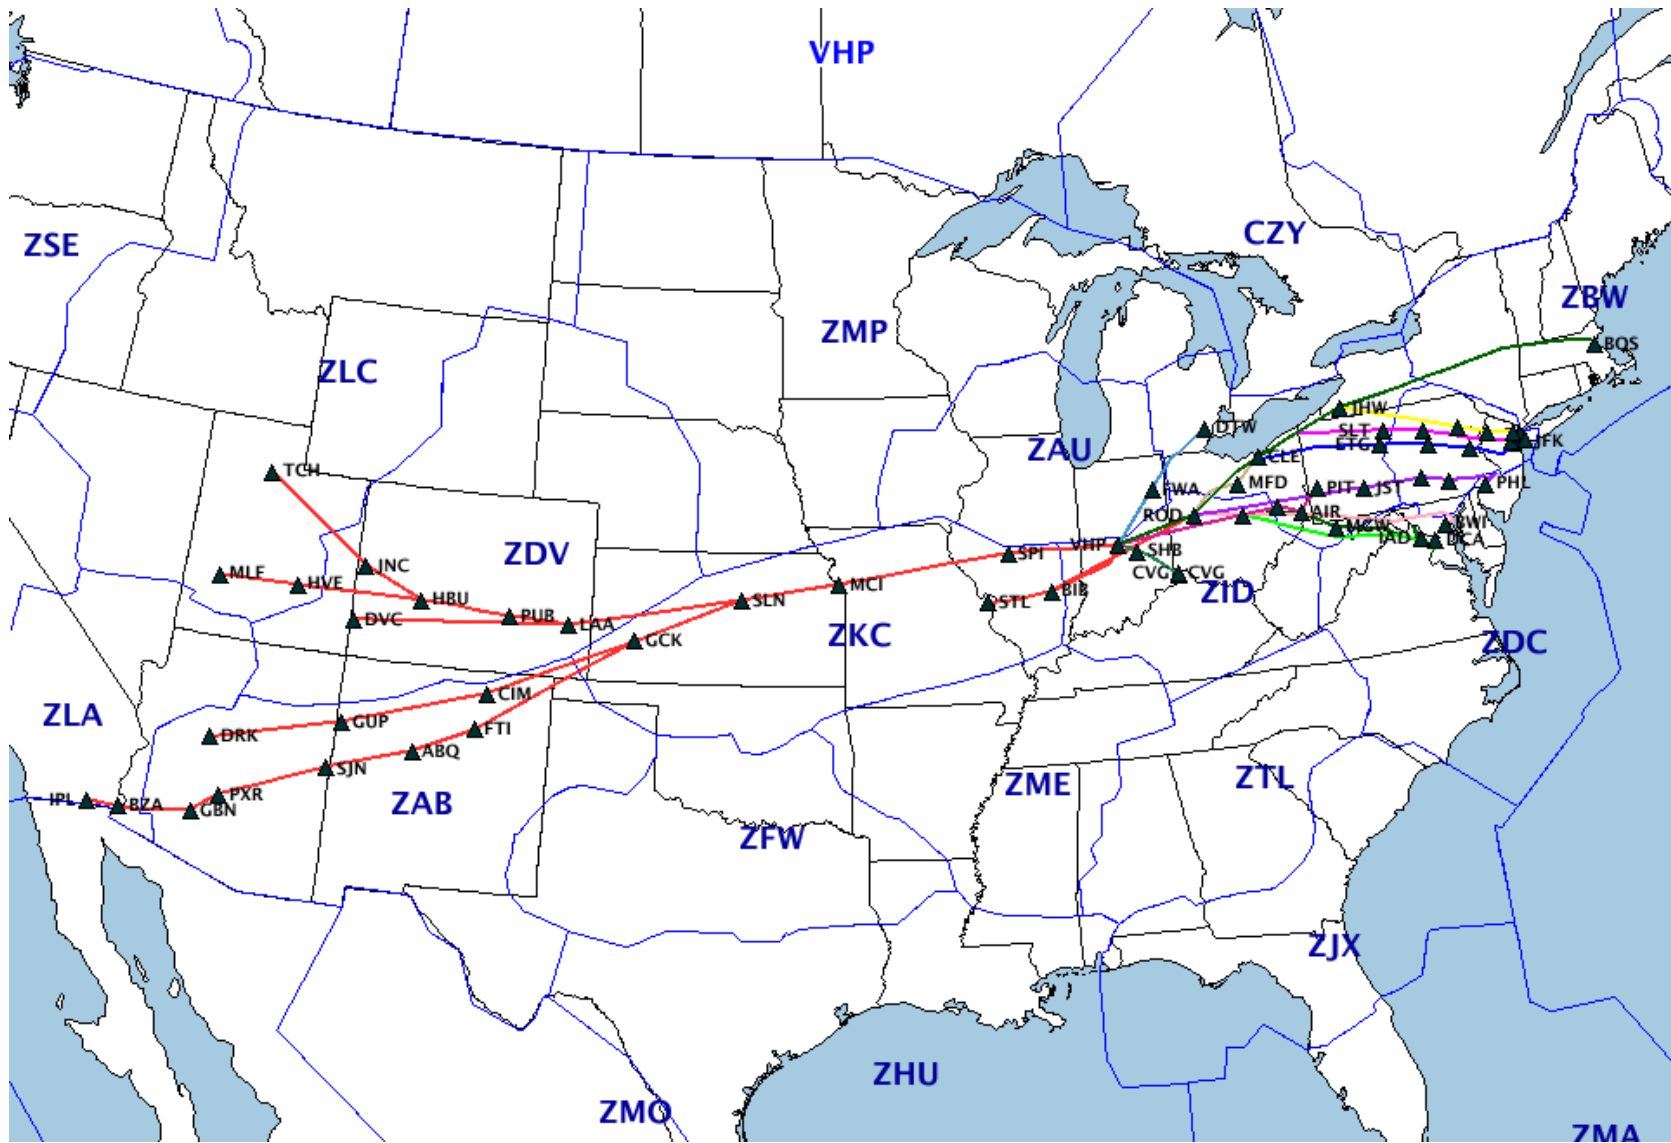 VHP
CZY
ZSE
ZBW
ZMP
BOS
ZLC
IHW
DTW
SLT
JFK
ETG
ZAU
CLE
TCH
MFD
PIT
JST
PHL
FWA
ROD
AIR
MGW
BWI
IAD
DCA
VHP
SHB
ZDV
SPI
INC
MLF
HVE
CVG
CVG
MCI
BIB
ZID
HBU
SLN
STL
PUB
DVC
LAA
ZKC
GCK
ZDC
CIM
ZLA
GUP
DRK
FTI
ABQ
SJN
ZME
ZTL
PXR
IPL
BZA
GBN
ZAB
ZFW
ZJX
ZHU
ZMO
ZMA